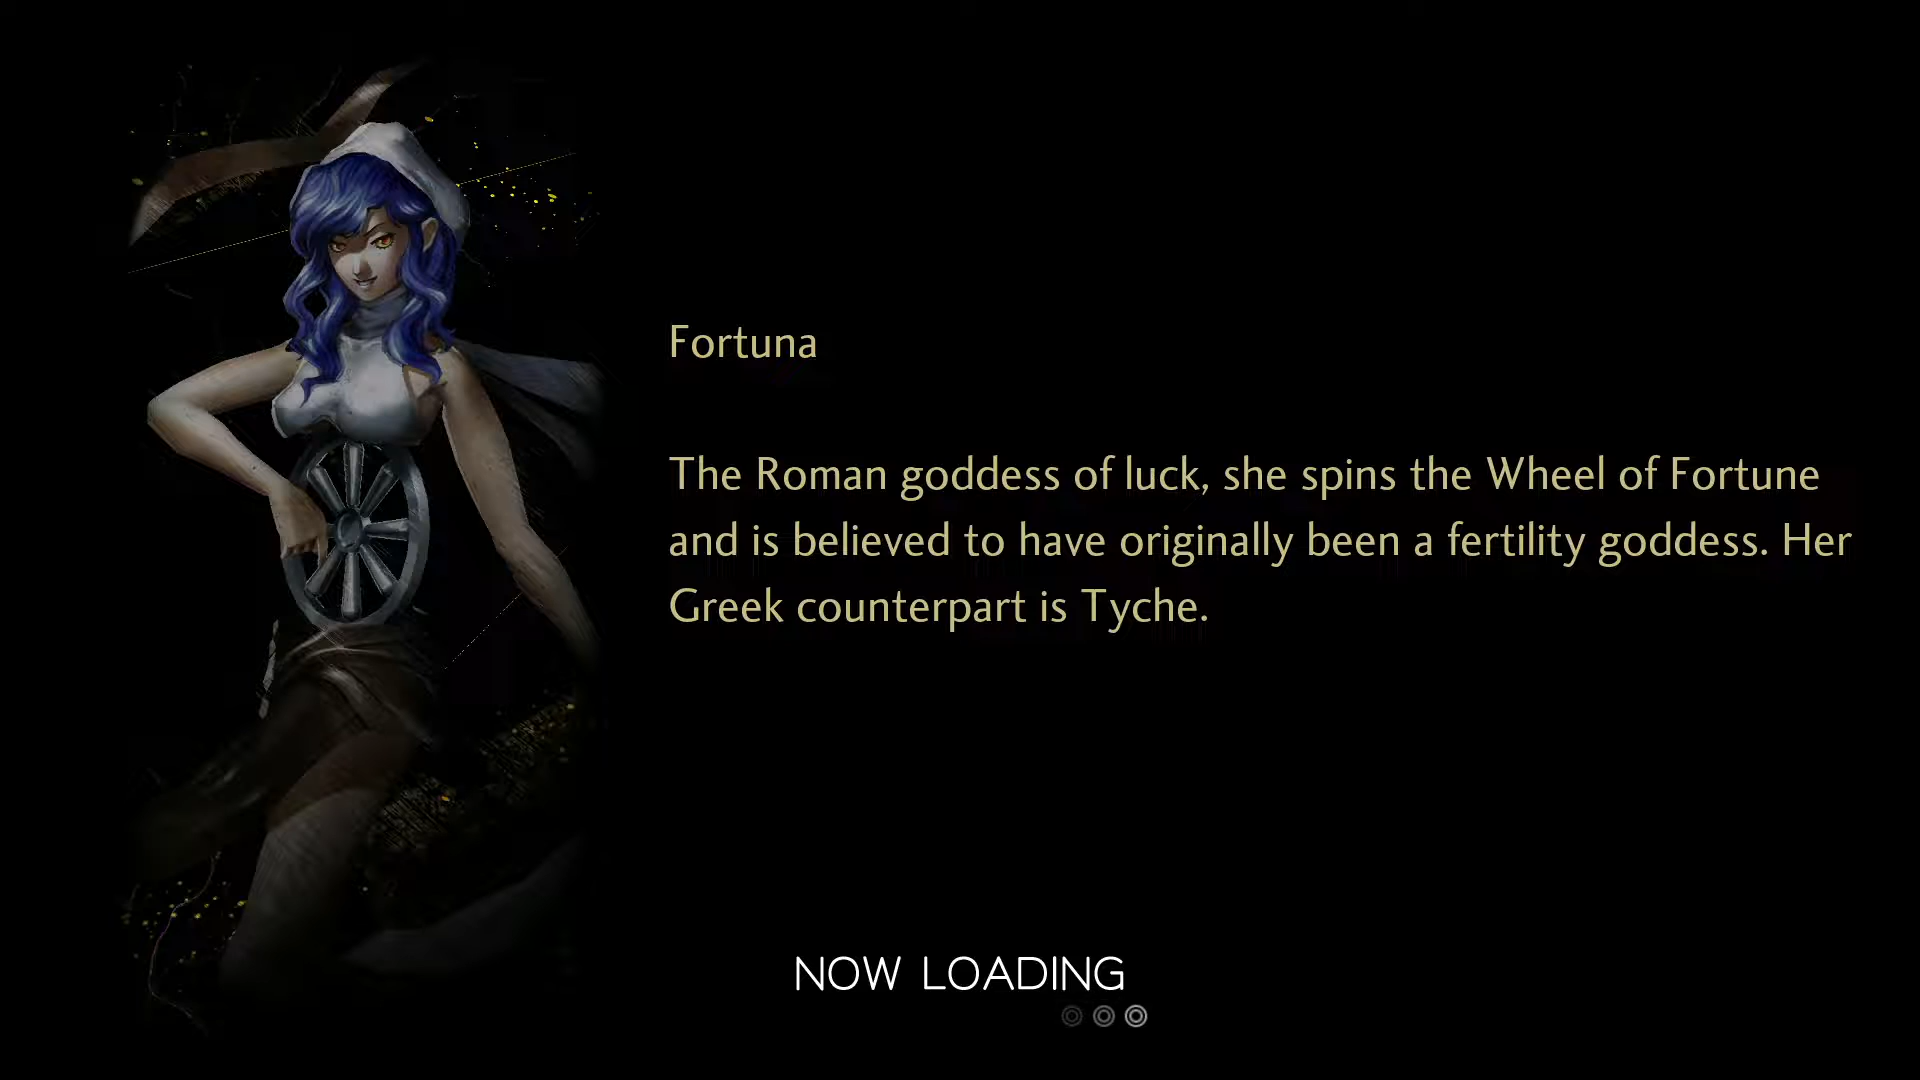 Fortuna
The Roman goddess of luck, she spins the Wheel of Fortune
and is believed to have originally been a fertility goddess. Her
Greek counterpart is Tyche.
NOW LOADING